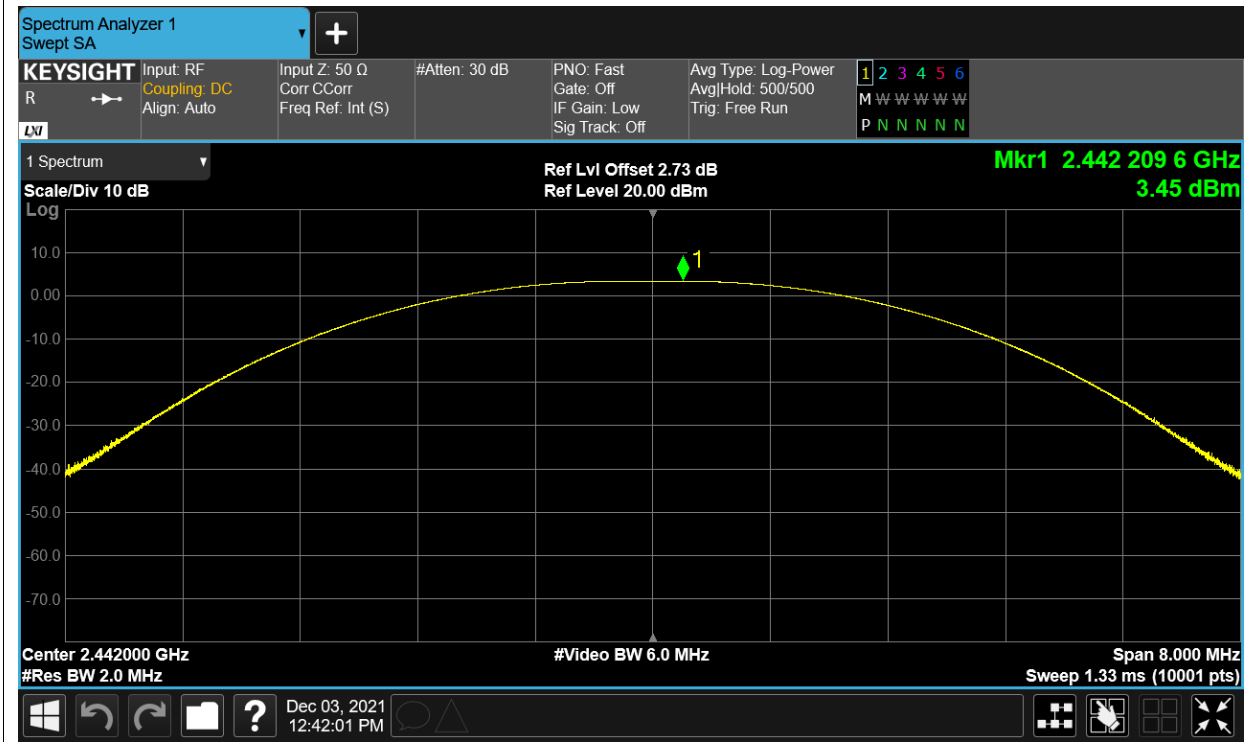 Spectrum Analyzer 1
Swept SA
KEYSIGHT
R
LXI
Input: RF
Coupling: DC
Align: Auto
Input Z: 50 Ω
Corr CCorr
Freq Ref: Int (S)
#Atten: 30 dB
PNO: Fast
Gate: Off
IF Gain: Low
Sig Track: Off
Avg Type: Log-Power
Avg|Hold: 500/500
Trig: Free Run
1 2 3 4 5 6
M W W W W W
P N N N N N
1 Spectrum
Scale/Div 10 dB
Log
Ref Lvl Offset 2.73 dB
Ref Level 20.00 dBm
Mkr1 2.442 209 6 GHz
3.45 dBm
1
10.0
0.00
-10.0
-20.0
-30.0
-40.0
-50.0
-60.0
-70.0
Center 2.442000 GHz
#Res BW 2.0 MHz
#Video BW 6.0 MHz
Span 8.000 MHz
Sweep 1.33 ms (10001 pts)
?
Dec 03, 2021
12:42:01 PM